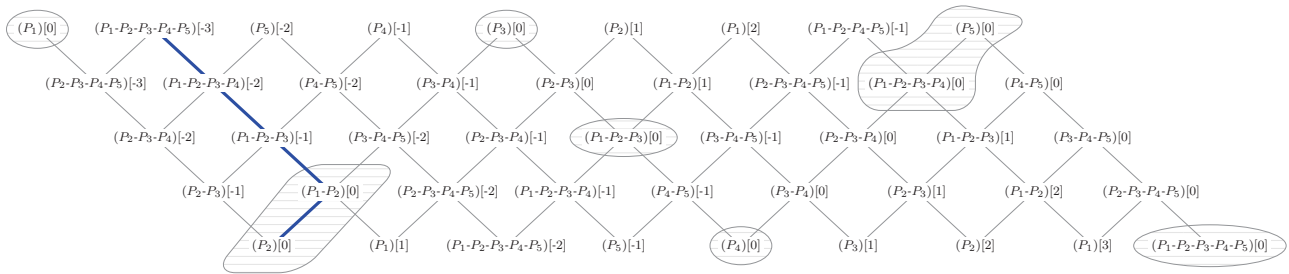 (P₁)[0] (P₁-P₂-P₃-P₄-P₅)[-3] (P₅)[-2] (P₄)[-1] (P₃)[0] (P₂)[1] (P₁)[2] (P₁-P₂-P₄-P₅)[-1] (P₅)[0]
(P₂-P₃-P₄-P₅)[-3] (P₁-P₂-P₃-P₄)[-2] (P₄-P₅)[-2] (P₃-P₄)[-1] (P₂-P₃)[0] (P₁-P₂)[1] (P₂-P₃-P₄-P₅)[-1] (P₁-P₂-P₃-P₄)[0] (P₄-P₅)[0]
(P₂-P₃-P₄)[-2] (P₁-P₂-P₃)[-1] (P₃-P₄-P₅)[-2] (P₂-P₃-P₄)[-1] (P₁-P₂-P₃)[0] (P₃-P₄-P₅)[-1] (P₂-P₃-P₄)[0] (P₁-P₂-P₃)[1] (P₃-P₄-P₅)[0]
(P₂-P₃)[-1] (P₁-P₂)[0] (P₂-P₃-P₄-P₅)[-2] (P₁-P₂-P₃-P₄)[-1] (P₄-P₅)[-1] (P₃-P₄)[0] (P₂-P₃)[1] (P₁-P₂)[2] (P₂-P₃-P₄-P₅)[0]
(P₂)[0] (P₁)[1] (P₁-P₂-P₃-P₄-P₅)[-2] (P₅)[-1] (P₄)[0] (P₃)[1] (P₂)[2] (P₁)[3] (P₁-P₂-P₃-P₄-P₅)[0]